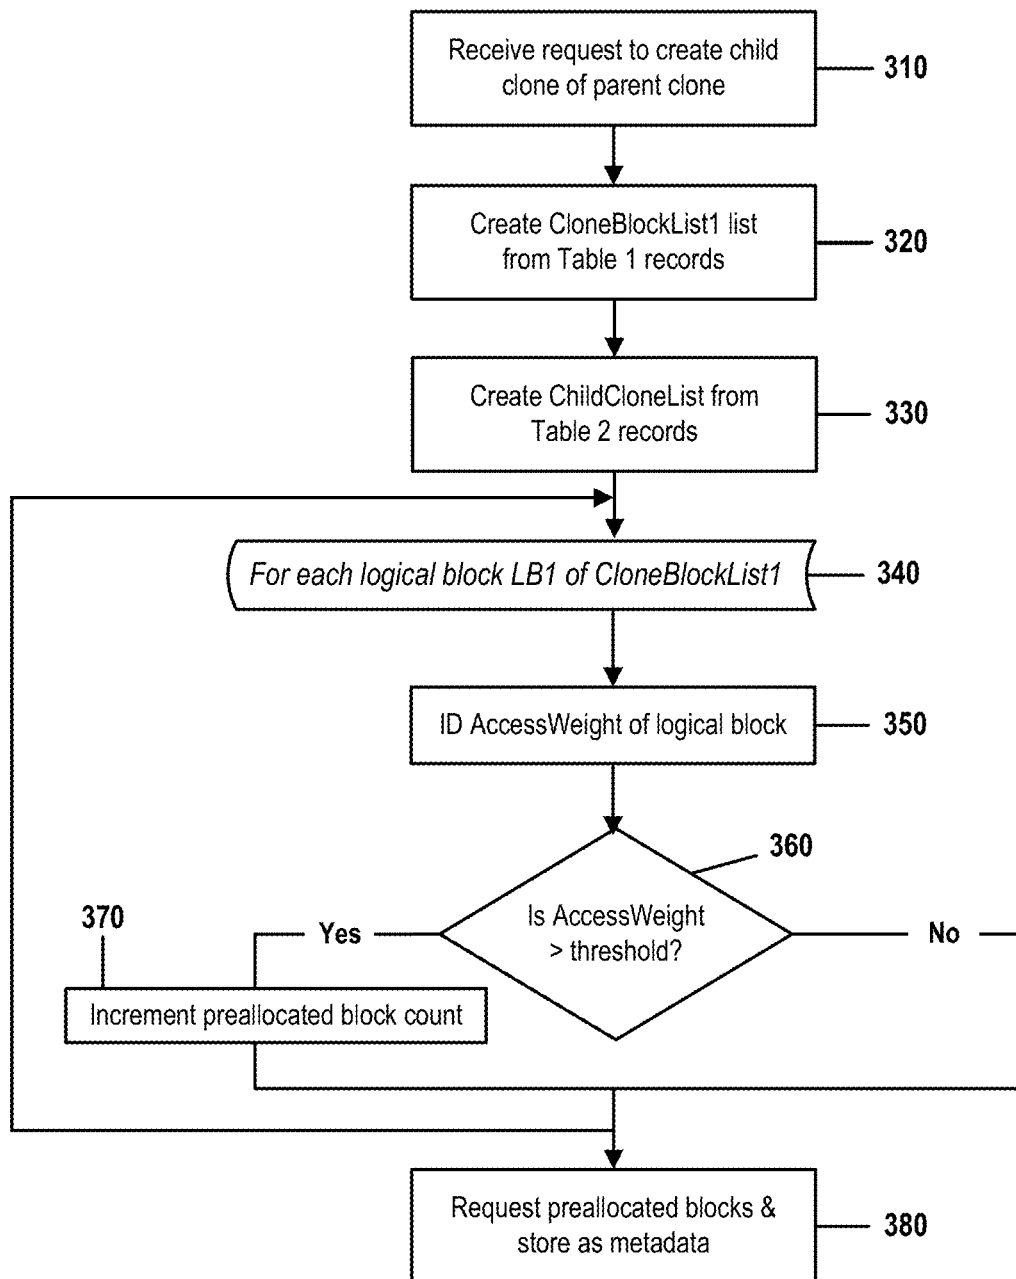 Receive request to create child
clone of parent clone
310
Create CloneBlockList1 list
from Table 1 records
320
Create ChildCloneList from
Table 2 records
330
For each logical block LB1 of CloneBlockList1
340
ID AccessWeight of logical block
350
360
Is AccessWeight
> threshold?
Yes
No
370
Increment preallocated block count
Request preallocated blocks &
store as metadata
380